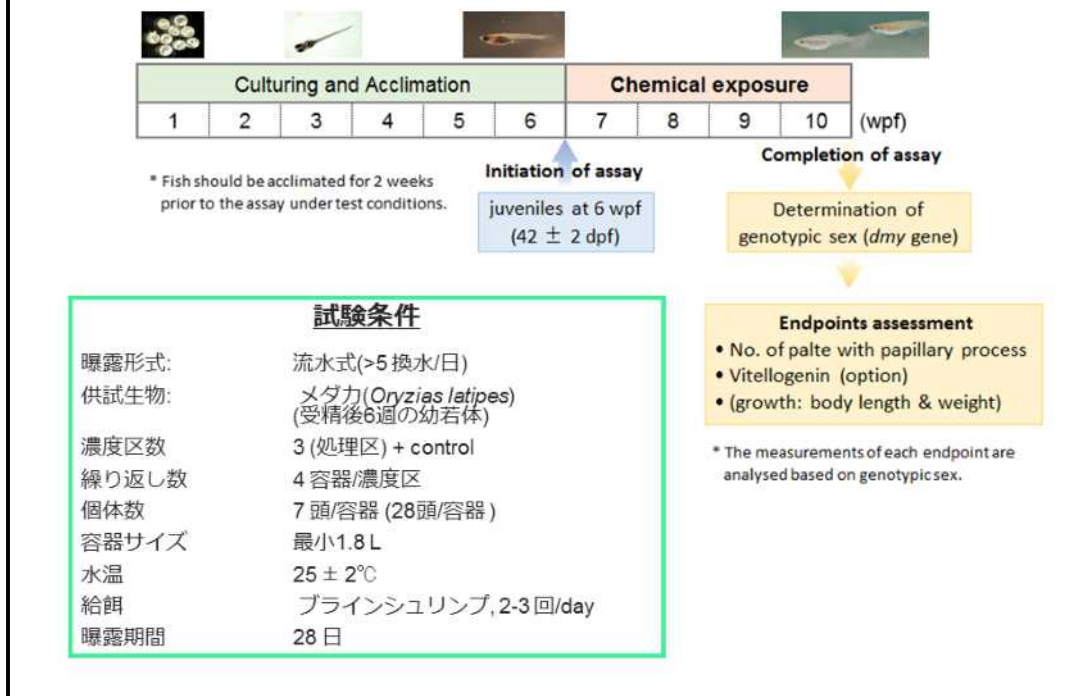 Culturing and Acclimation
Chemical exposure
1 2 3 4 5 6 7 8 9 10 (wpf)
* Fish should be acclimated for 2 weeks
prior to the assay under test conditions.
Initiation of assay
juveniles at 6 wpf
(42 ± 2 dpf)
Completion of assay
Determination of
genotypic sex (dmy gene)
Endpoints assessment
• No. of palte with papillary process
• Vitellogenin (option)
• (growth: body length & weight)
* The measurements of each endpoint are
analysed based on genotypic sex.
試験条件
曝露形式: 流水式(>5 換水/日)
供試生物: メダカ(Oryzias latipes)
(受精後6週の幼若体)
濃度区数 3 (処理区) + control
繰り返し数 4 容器/濃度区
個体数 7 頭/容器 (28頭/容器)
容器サイズ 最小1.8 L
水温 25 ± 2℃
給餌 ブラインシュリンプ, 2-3 回/day
曝露期間 28 日